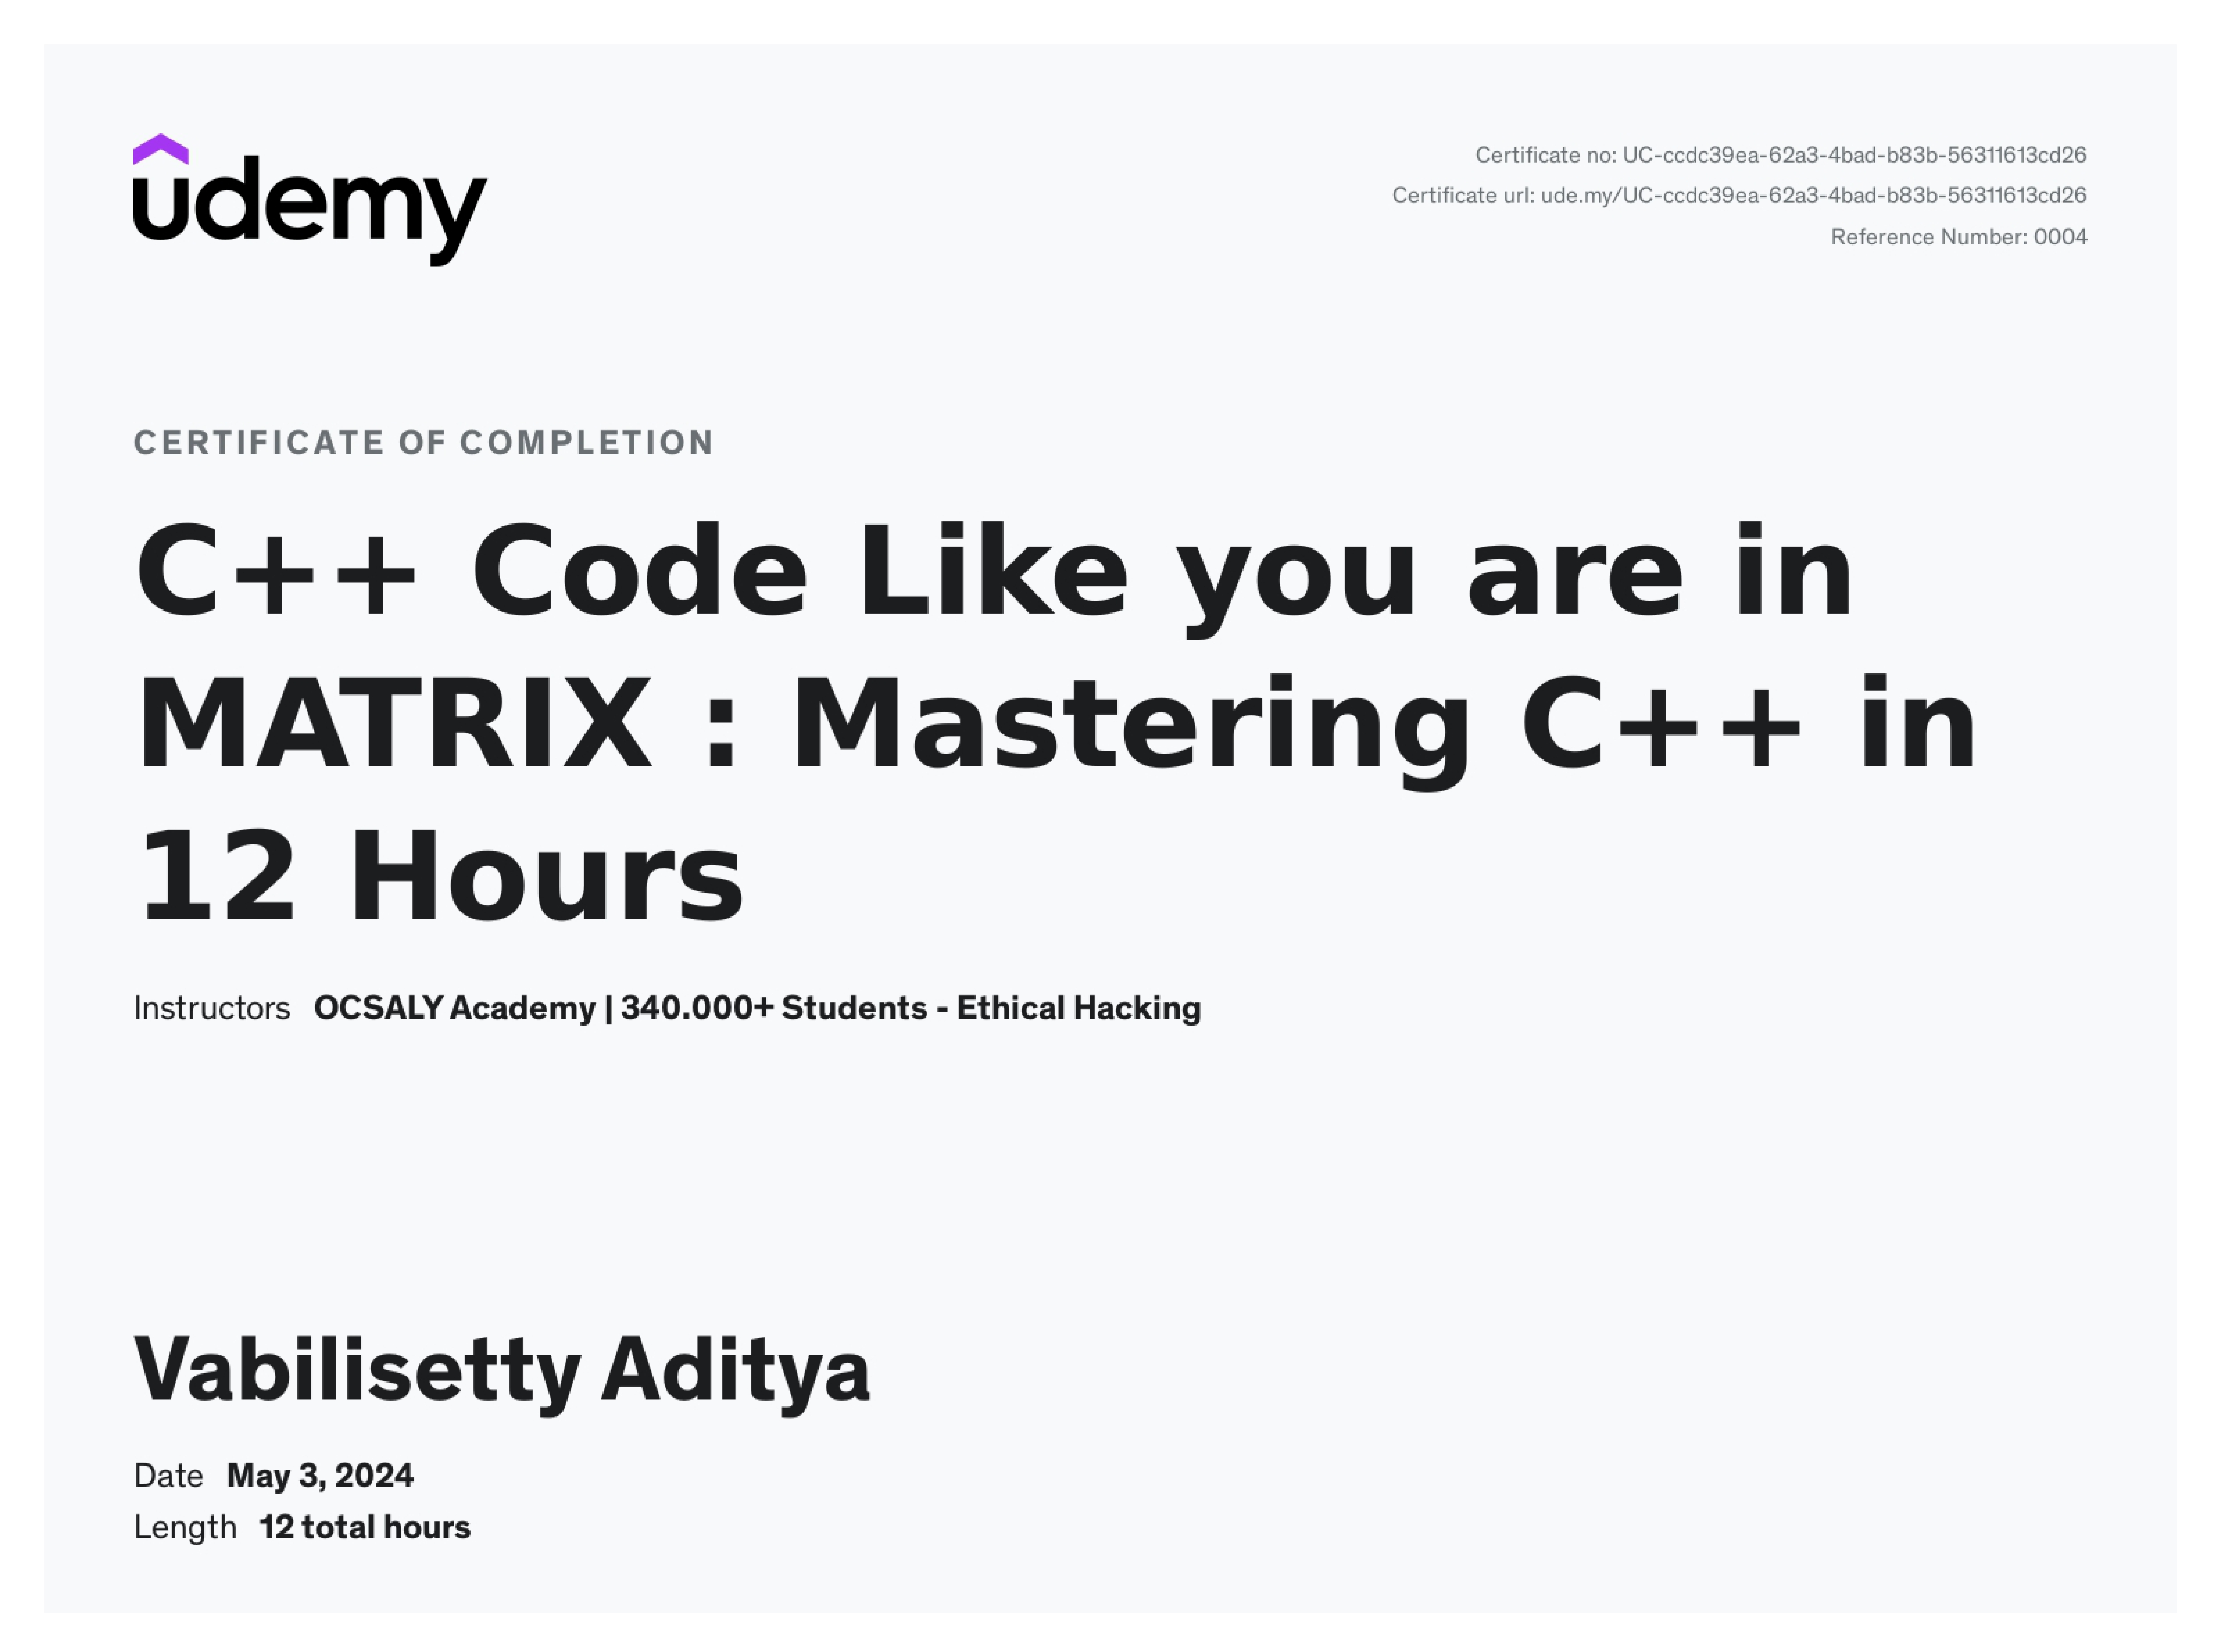 udemy
Certificate no: UC-ccdc39ea-62a3-4bad-b83b-56311613cd26
Certificate url: ude.my/UC-ccdc39ea-62a3-4bad-b83b-56311613cd26
Reference Number: 0004
CERTIFICATE OF COMPLETION
C++ Code Like you are in
MATRIX : Mastering C++ in
12 Hours
Instructors OCSALY Academy | 340.000+ Students - Ethical Hacking
Vabilisetty Aditya
Date May 3, 2024
Length 12 total hours